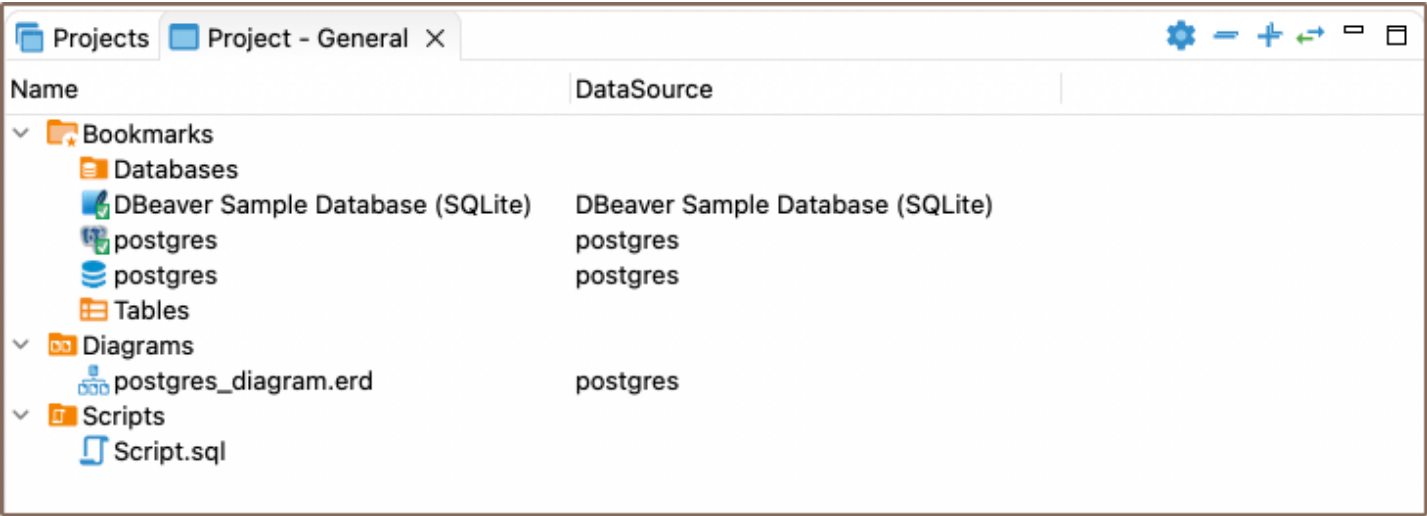 Projects Project - General
Name DataSource
Bookmarks
Databases
DBeaver Sample Database (SQLite) DBeaver Sample Database (SQLite)
postgres postgres
postgres postgres
Tables
Diagrams
postgres_diagram.erd postgres
Scripts
Script.sql